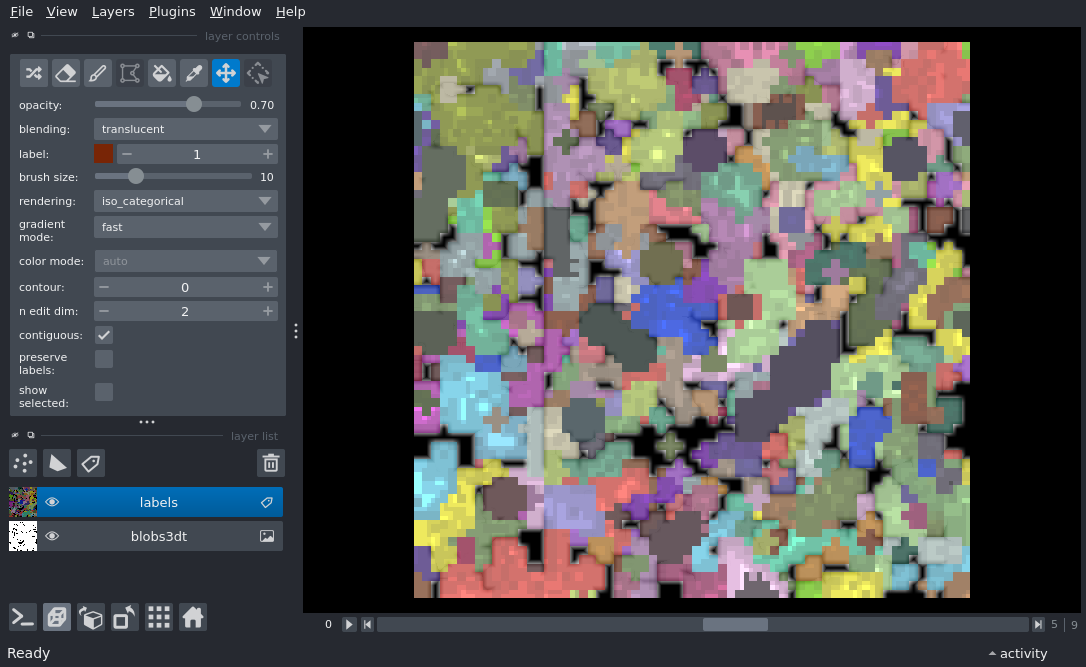 File View Layers Plugins Window Help
layer controls
opacity: 0.70
blending: translucent
label: 1
brush size: 10
rendering: iso_categorical
gradient
mode: fast
color mode: auto
contour: 0
n edit dim: 2
contiguous:
preserve
labels:
show
selected:
layer list
labels
blobs3dt
0 5 | 9
Ready activity